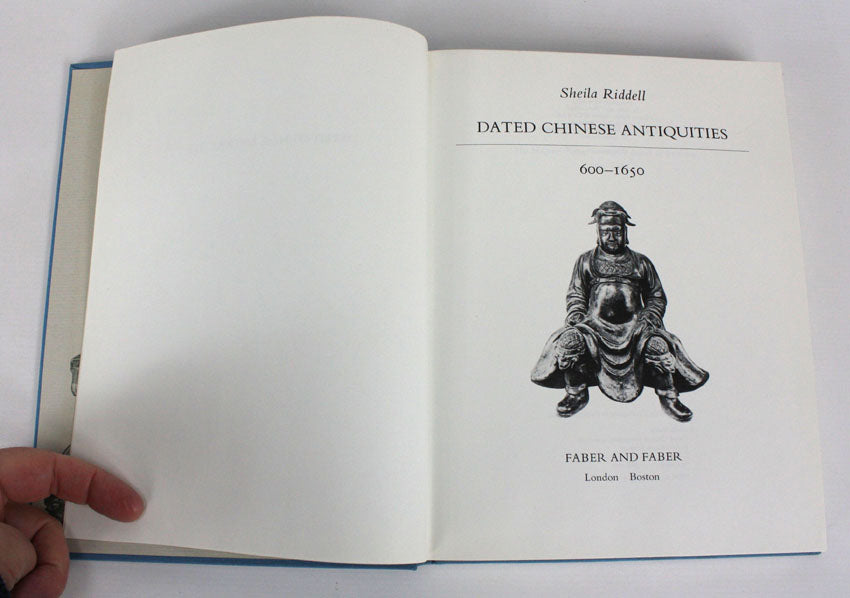 Sheila Riddell
DATED CHINESE ANTIQUITIES
600–1650
FABER AND FABER
London Boston